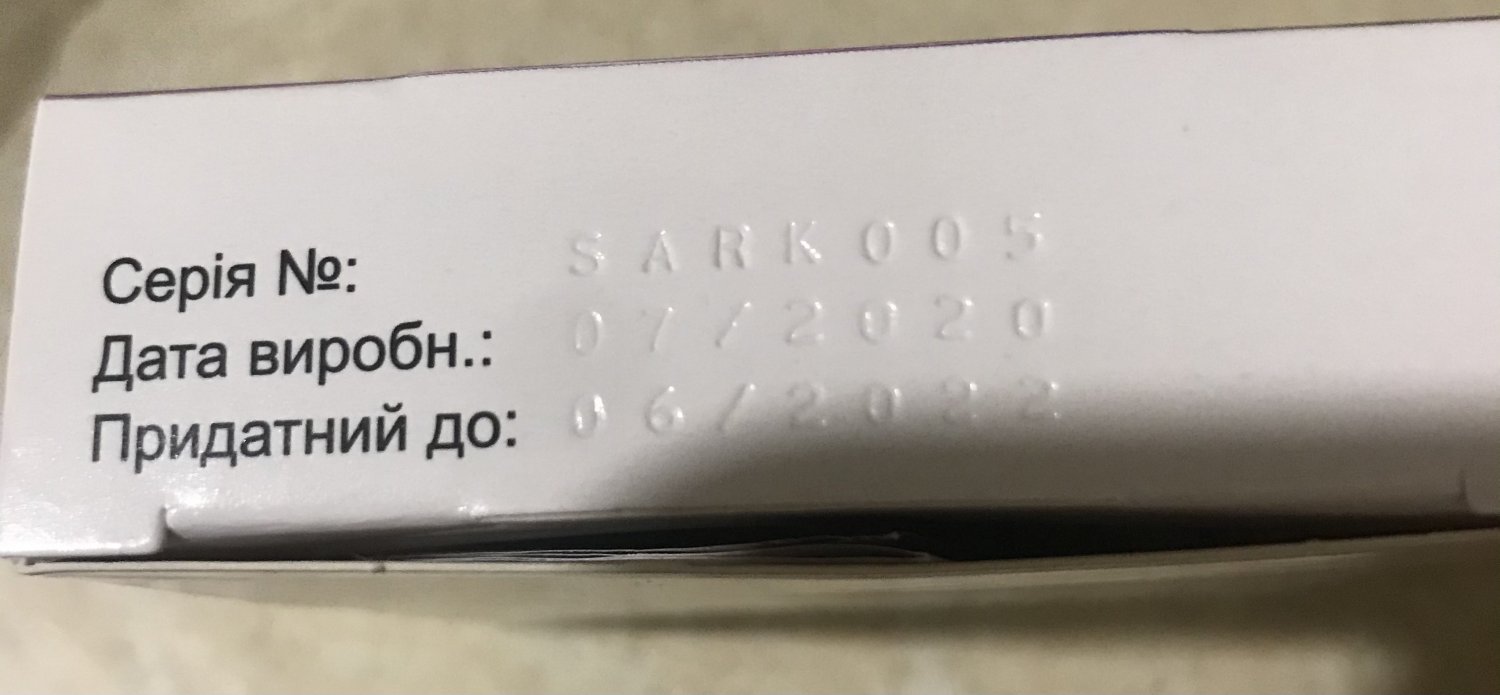 Серія №: SARK005
Дата виробн.: 07/2020
Придатний до: 06/2022